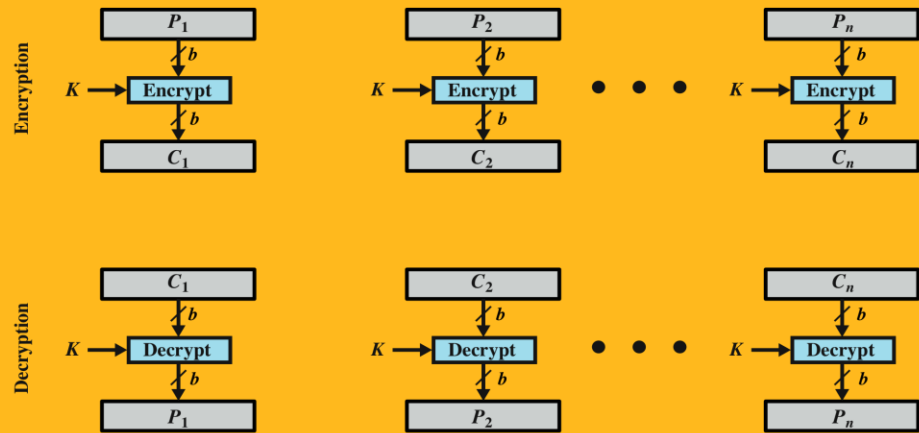 P1 P2 Pn
b b b
Encryption
K Encrypt K Encrypt • • • K Encrypt
b b b
C1 C2 Cn
C1 C2 Cn
b b b
Decryption
K Decrypt K Decrypt • • • K Decrypt
b b b
P1 P2 Pn